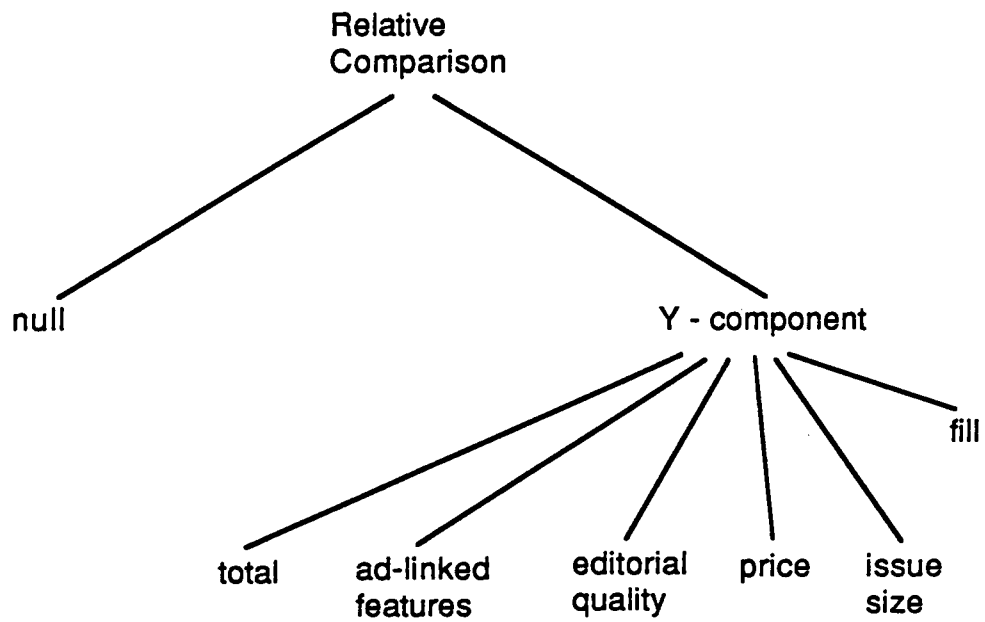 Relative
Comparison
null
Y - component
fill
total
ad-linked
features
editorial
quality
price
issue
size